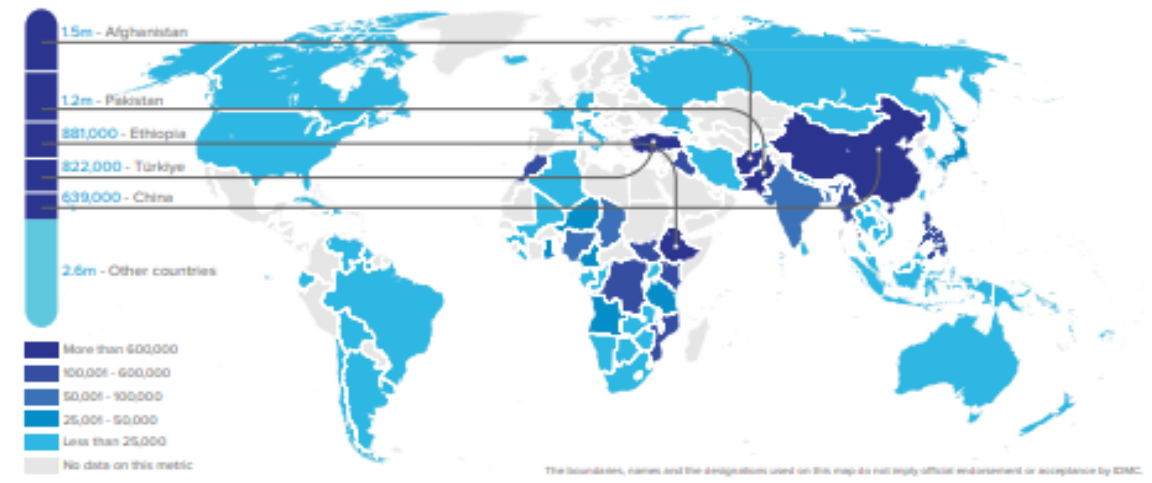 1.5m - Afghanistan
1.2m - Pakistan
881,000 - Ethiopia
822,000 - Türkiye
639,000 - China
2.6m - Other countries
More than 600,000
100,001 - 600,000
50,001 - 100,000
25,001 - 50,000
Less than 25,000
No data on this metric
The boundaries, names and the designations used on this map do not imply official endorsement or acceptance by IDMC.